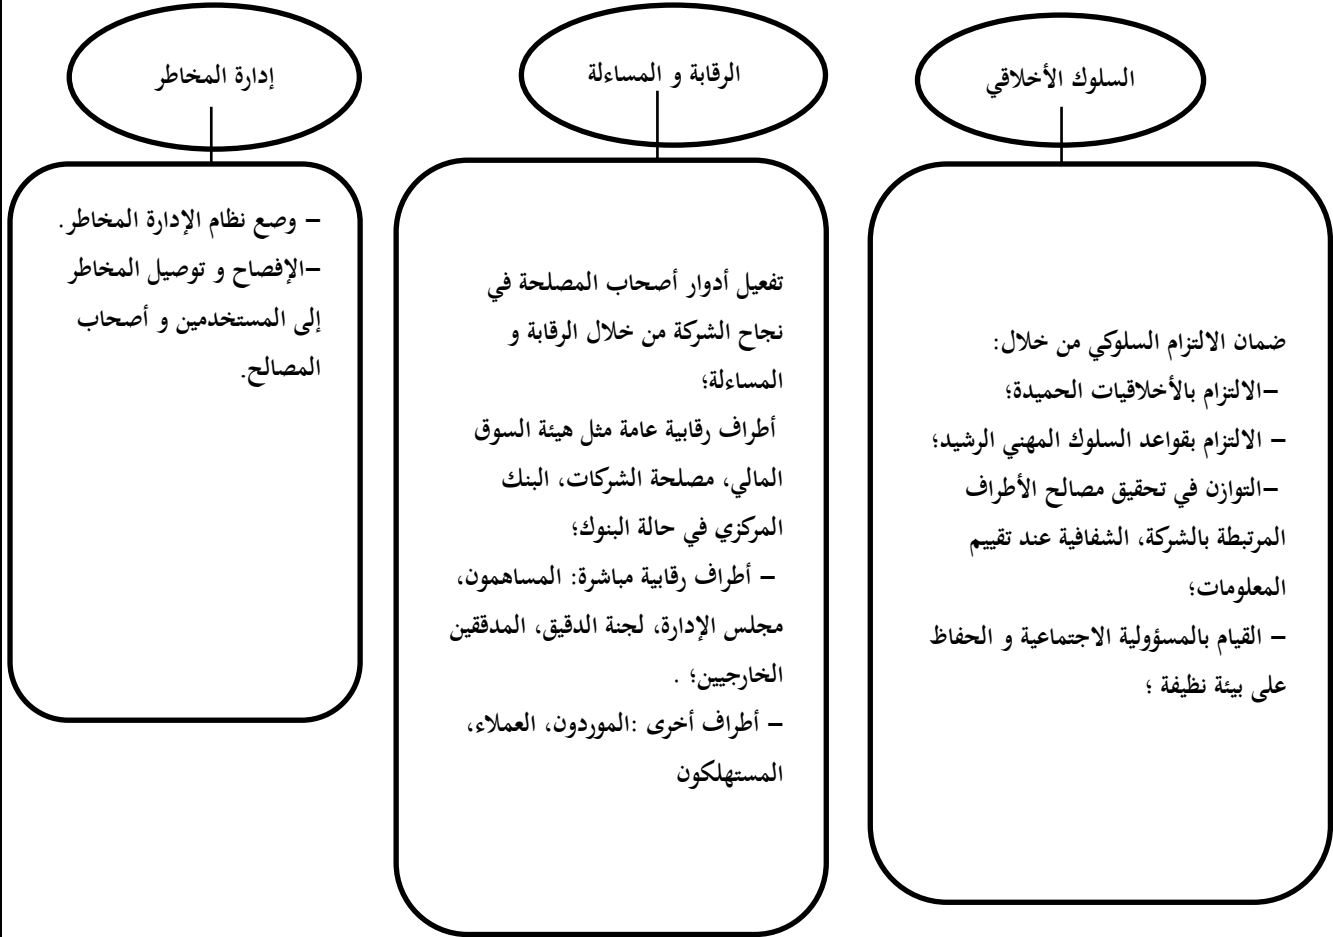 السلوك الأخلاقي
ضمان الالتزام السلوكي من خلال:
–الالتزام بالأخلاقيات الحميدة؛
– الالتزام بقواعد السلوك المهني الرشيد؛
–التوازن في تحقيق مصالح الأطراف
المرتبطة بالشركة، الشفافية عند تقييم
المعلومات؛
– القيام بالمسؤولية الاجتماعية و الحفاظ
على بيئة نظيفة ؛
الرقابة و المساءلة
تفعيل أدوار أصحاب المصلحة في
نجاح الشركة من خلال الرقابة و
المساءلة؛
أطراف رقابية عامة مثل هيئة السوق
المالي، مصلحة الشركات، البنك
المركزي في حالة البنوك؛
– أطراف رقابية مباشرة: المساهمون،
مجلس الإدارة، لجنة الدقيق، المدققين
الخارجيين؛ .
– أطراف أخرى :الموردون، العملاء،
المستهلكون
إدارة المخاطر
– وصع نظام الإدارة المخاطر.
–الإفصاح و توصيل المخاطر
إلى المستخدمين و أصحاب
المصالح.